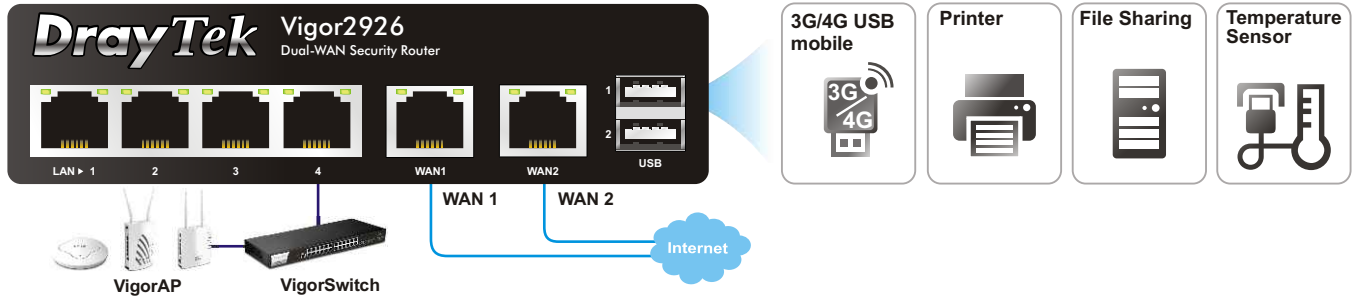 DrayTek Vigor2926
Dual-WAN Security Router
1
2
LAN ▸ 1 2 3 4 WAN1 WAN2 USB
WAN 1 WAN 2
Internet
VigorAP VigorSwitch
3G/4G USB
mobile
3G
4G
Printer
File Sharing
Temperature
Sensor